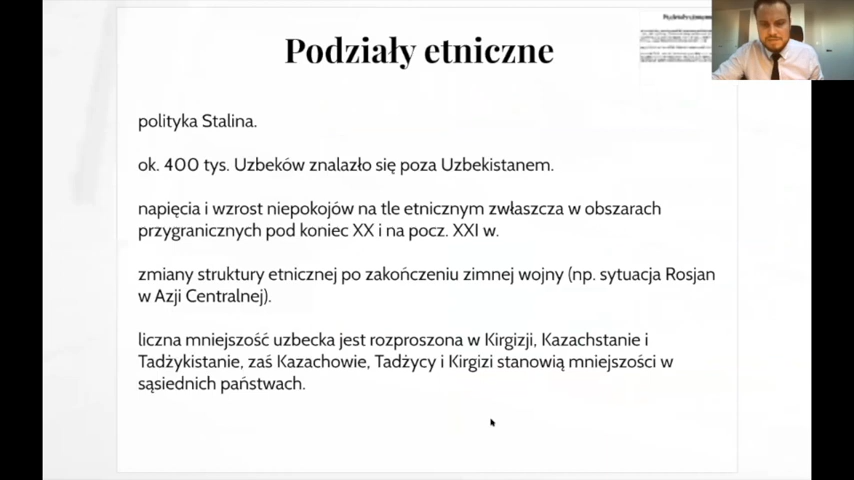 Podziały etniczne
polityka Stalina.
ok. 400 tys. Uzbeków znalazło się poza Uzbekistanem.
napięcia i wzrost niepokojów na tle etnicznym zwłaszcza w obszarach
przygranicznych pod koniec XX i na pocz. XXI w.
zmiany struktury etnicznej po zakończeniu zimnej wojny (np. sytuacja Rosjan
w Azji Centralnej).
liczna mniejszość uzbecka jest rozproszona w Kirgizji, Kazachstanie i
Tadżykistanie, zaś Kazachowie, Tadżycy i Kirgizi stanowią mniejszości w
sąsiednich państwach.